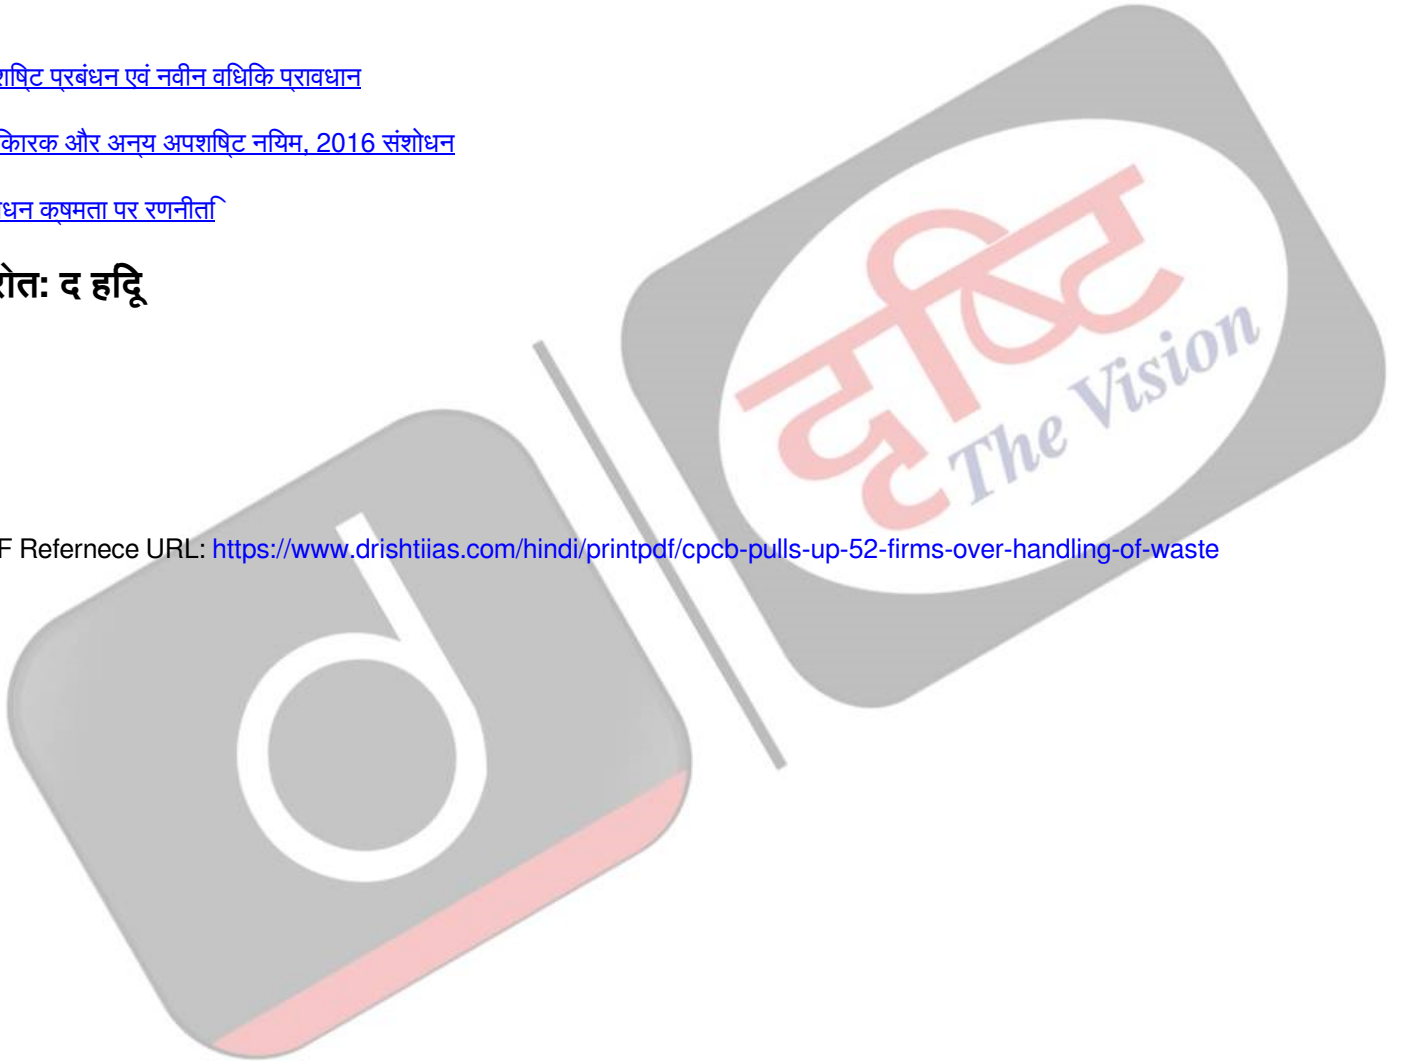 शिष्ट प्रबंधन एवं नवीन विधिक प्रावधान
कारक और अन्य अपशिष्ट नियम, 2016 संशोधन
धन क्षमता पर रणनीति
रोत: द हिंदू
दृष्टि
The Vision
F Refernece URL: https://www.drishtiias.com/hindi/printpdf/cpcb-pulls-up-52-firms-over-handling-of-waste
d